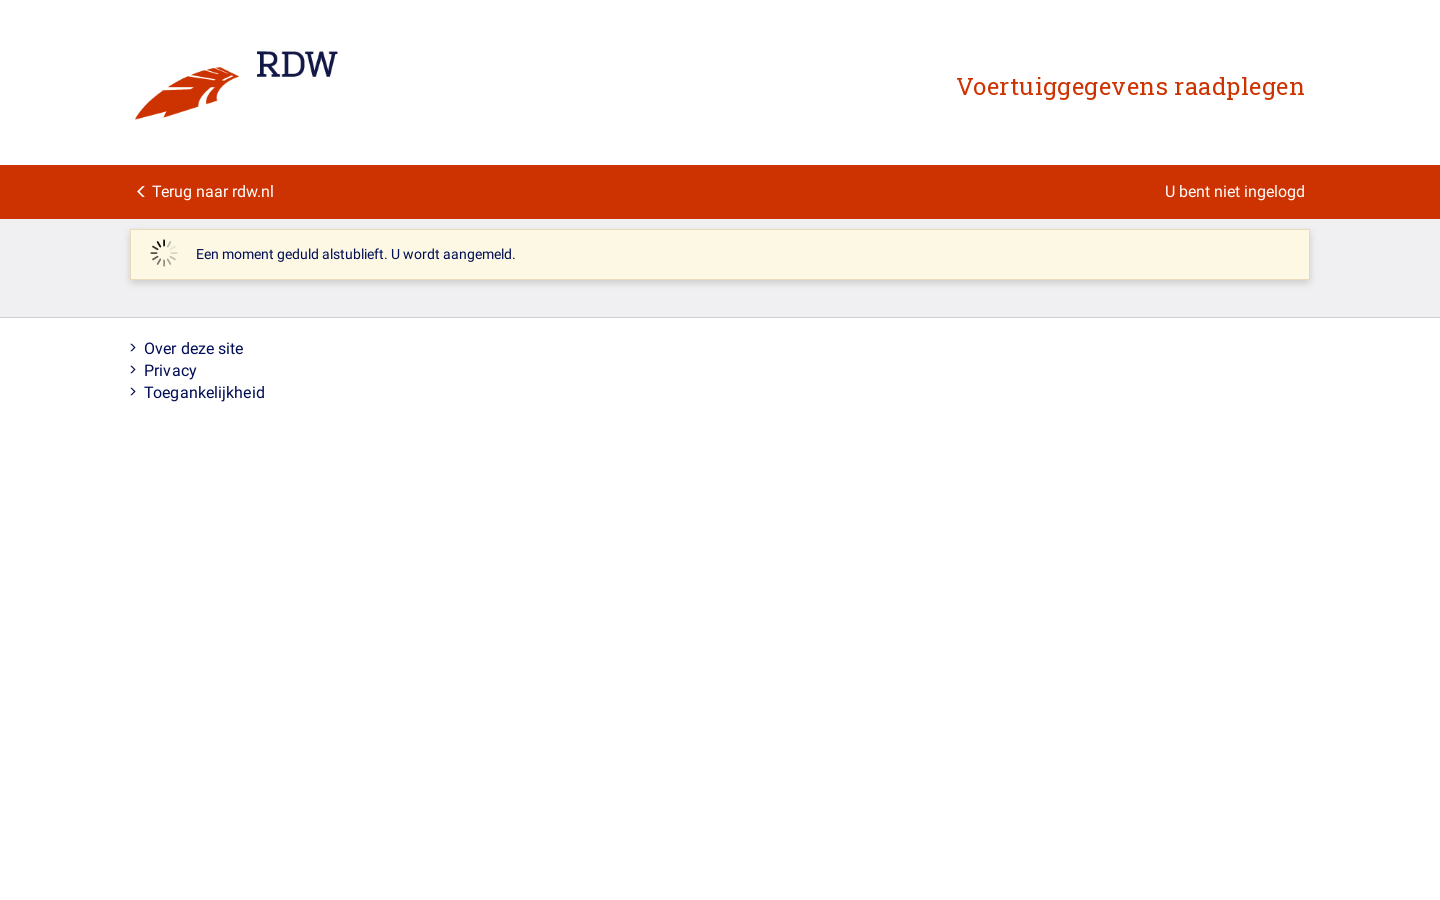 RDW
Voertuiggegevens raadplegen
Terug naar rdw.nl
U bent niet ingelogd
Een moment geduld alstublieft. U wordt aangemeld.
Over deze site
Privacy
Toegankelijkheid